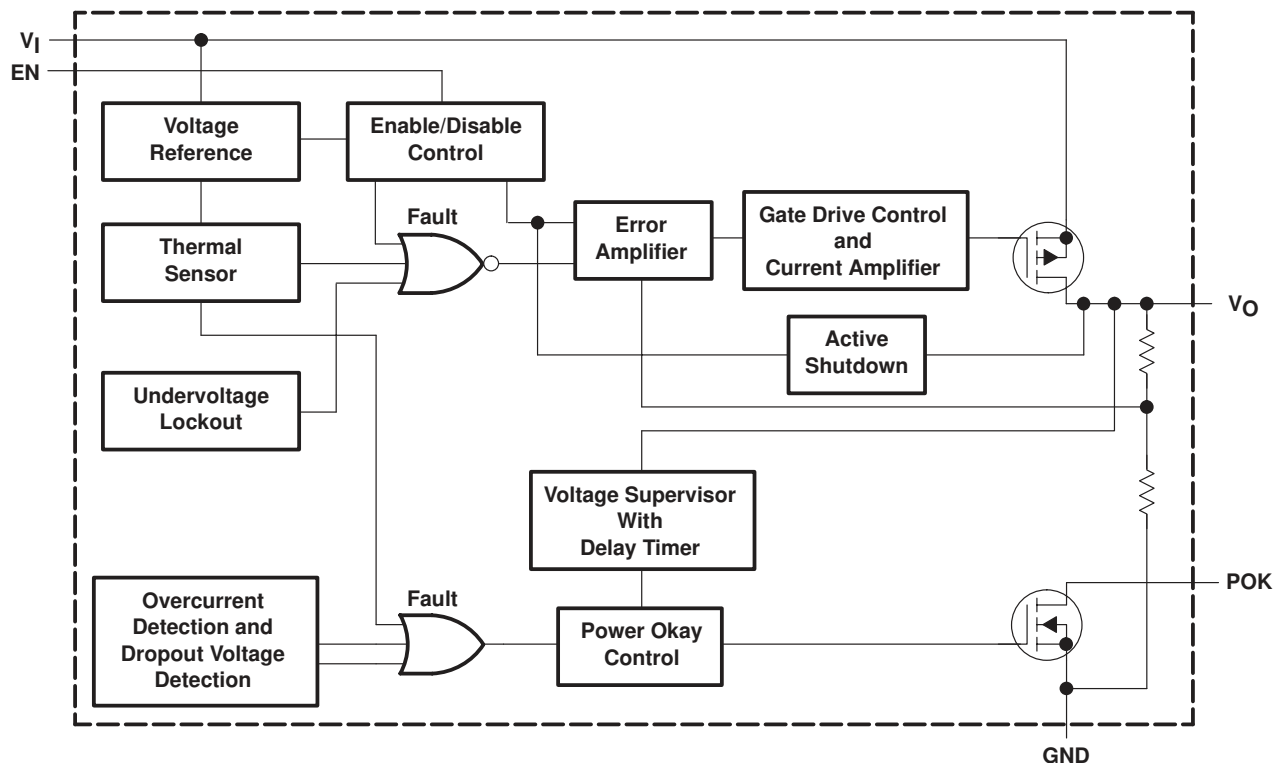 VI
EN
Voltage
Reference
Enable/Disable
Control
Fault
Thermal
Sensor
Error
Amplifier
Gate Drive Control
and
Current Amplifier
VO
Active
Shutdown
Undervoltage
Lockout
Voltage Supervisor
With
Delay Timer
Overcurrent
Detection and
Dropout Voltage
Detection
Fault
Power Okay
Control
POK
GND